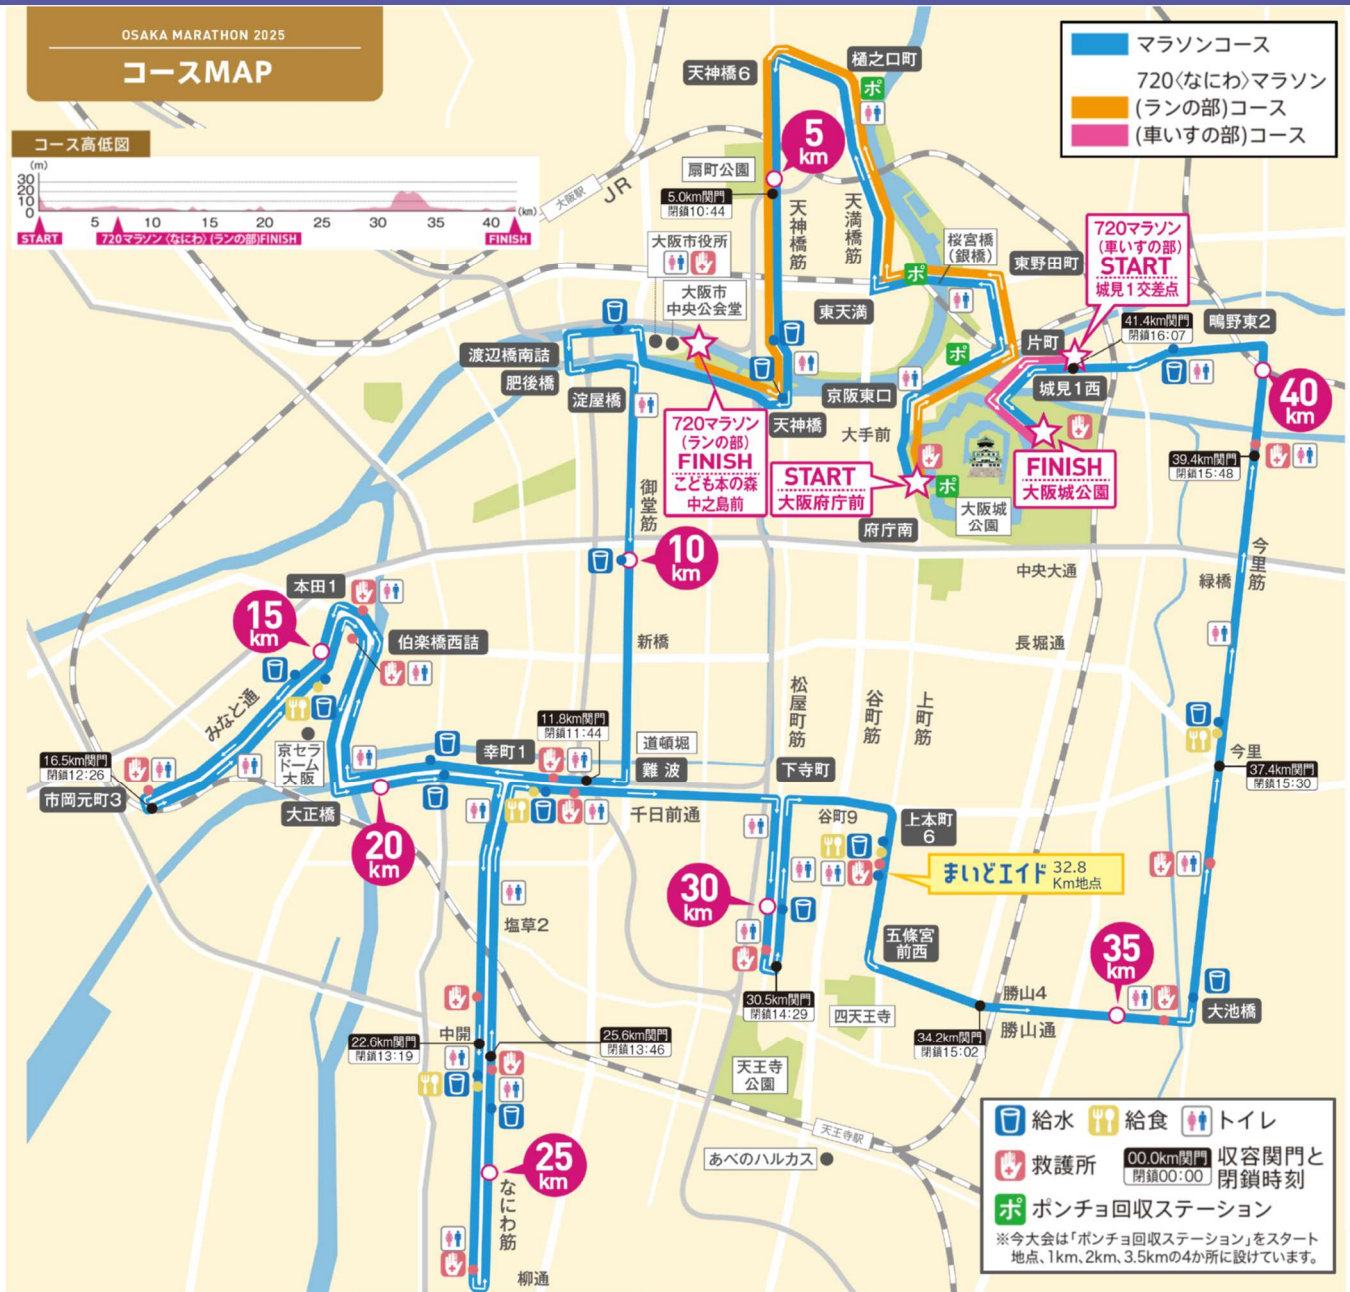 OSAKA MARATHON 2025
コースMAP
マラソンコース
720〈なにわ〉マラソン
(ランの部)コース
(車いすの部)コース
コース高低図
(m)
30
20
10
0
5
10
15
20
25
30
35
40
(km)
START
720マラソン〈なにわ〉(ランの部)FINISH
FINISH
天神橋6
樋之口町
ポ
5
km
扇町公園
5.0km関門
閉鎖10:44
大阪駅
JR
天神橋筋
天満橋筋
大阪市役所
大阪市
中央公会堂
桜宮橋
(銀橋)
東野田町
ポ
720マラソン
(車いすの部)
START
城見1交差点
東天満
41.4km関門
閉鎖16:07
鴫野東2
渡辺橋南詰
肥後橋
淀屋橋
片町
ポ
城見1西
京阪東口
天神橋
大手前
40
km
720マラソン
(ランの部)
FINISH
こども本の森
中之島前
START
大阪府庁前
FINISH
大阪城公園
39.4km関門
閉鎖15:48
ポ
大阪城
公園
府庁南
御堂筋
10
km
中央大通
今里筋
緑橋
本田1
15
km
伯楽橋西詰
新橋
長堀通
みなと通
松屋町筋
谷町筋
上町筋
11.8km関門
閉鎖11:44
京セラ
ドーム
大阪
幸町1
道頓堀
難波
下寺町
今里
16.5km関門
閉鎖12:26
37.4km関門
閉鎖15:30
市岡元町3
大正橋
千日前通
谷町9
上本町
6
20
km
まいどエイド 32.8
Km地点
30
km
塩草2
五條宮
前西
35
km
30.5km関門
閉鎖14:29
四天王寺
勝山4
勝山通
大池橋
22.6km関門
閉鎖13:19
中開
25.6km関門
閉鎖13:46
34.2km関門
閉鎖15:02
天王寺
公園
天王寺駅
あべのハルカス
25
km
なにわ筋
柳通
給水
給食
トイレ
救護所
00.0km関門
閉鎖00:00
収容関門と
閉鎖時刻
ポ
ポンチョ回収ステーション
※今大会は「ポンチョ回収ステーション」をスタート
地点、1km、2km、3.5kmの4か所に設けています。